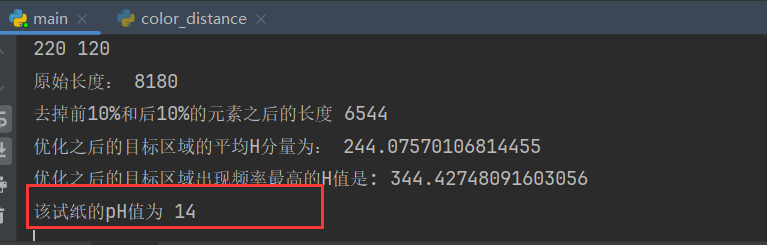 main
color_distance
220 120
原始长度: 8180
去掉前10%和后10%的元素之后的长度 6544
优化之后的目标区域的平均H分量为: 244.07570106814455
优化之后的目标区域出现频率最高的H值是: 344.42748091603056
该试纸的pH值为 14